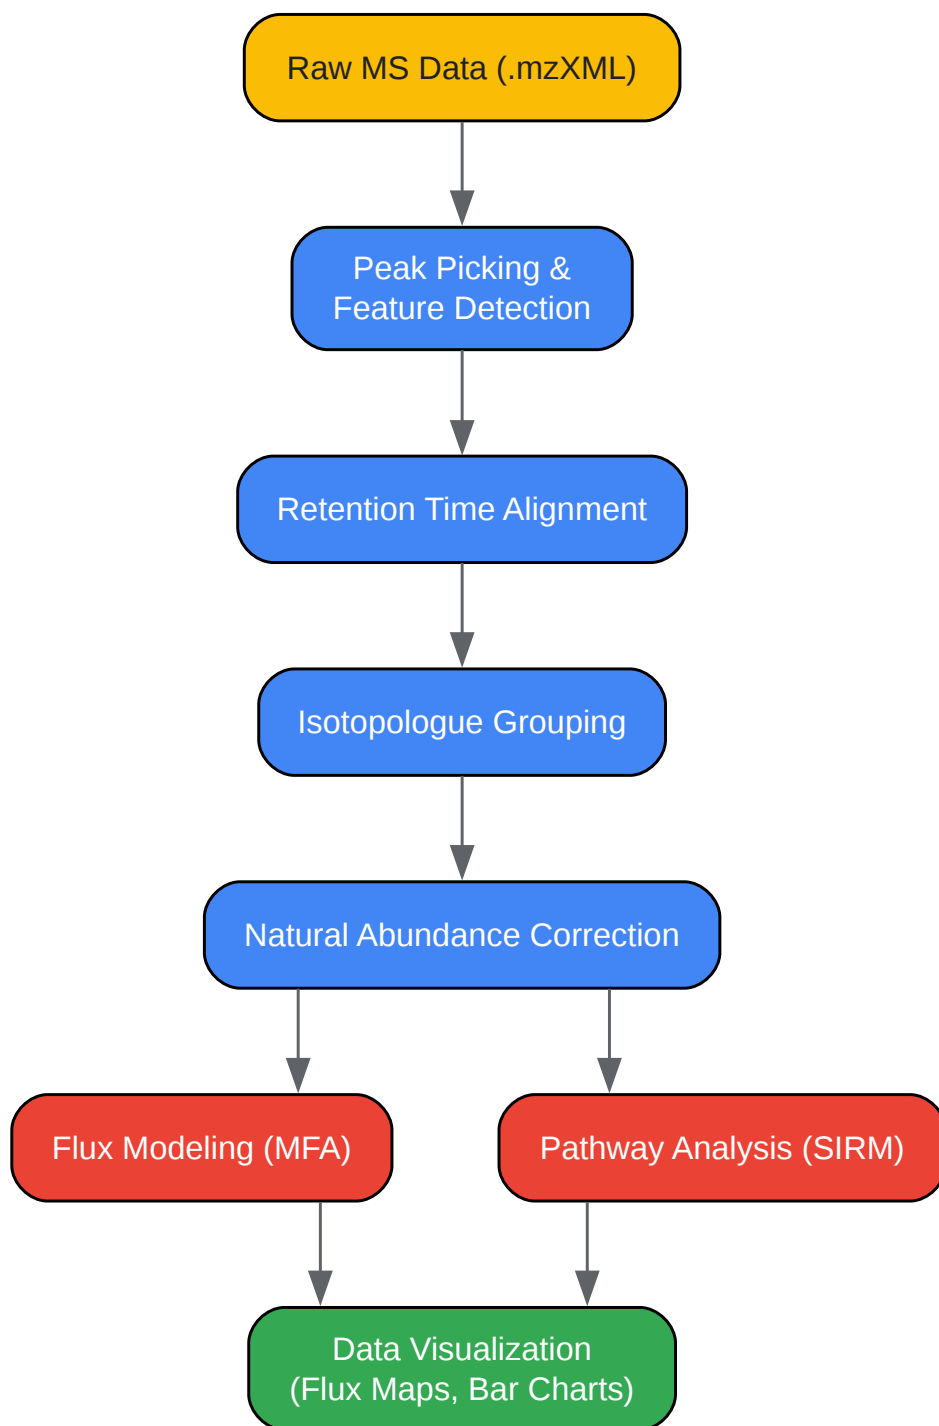 Raw MS Data (.mzXML)
Peak Picking &
Feature Detection
Retention Time Alignment
Isotopologue Grouping
Natural Abundance Correction
Flux Modeling (MFA)
Pathway Analysis (SIRM)
Data Visualization
(Flux Maps, Bar Charts)